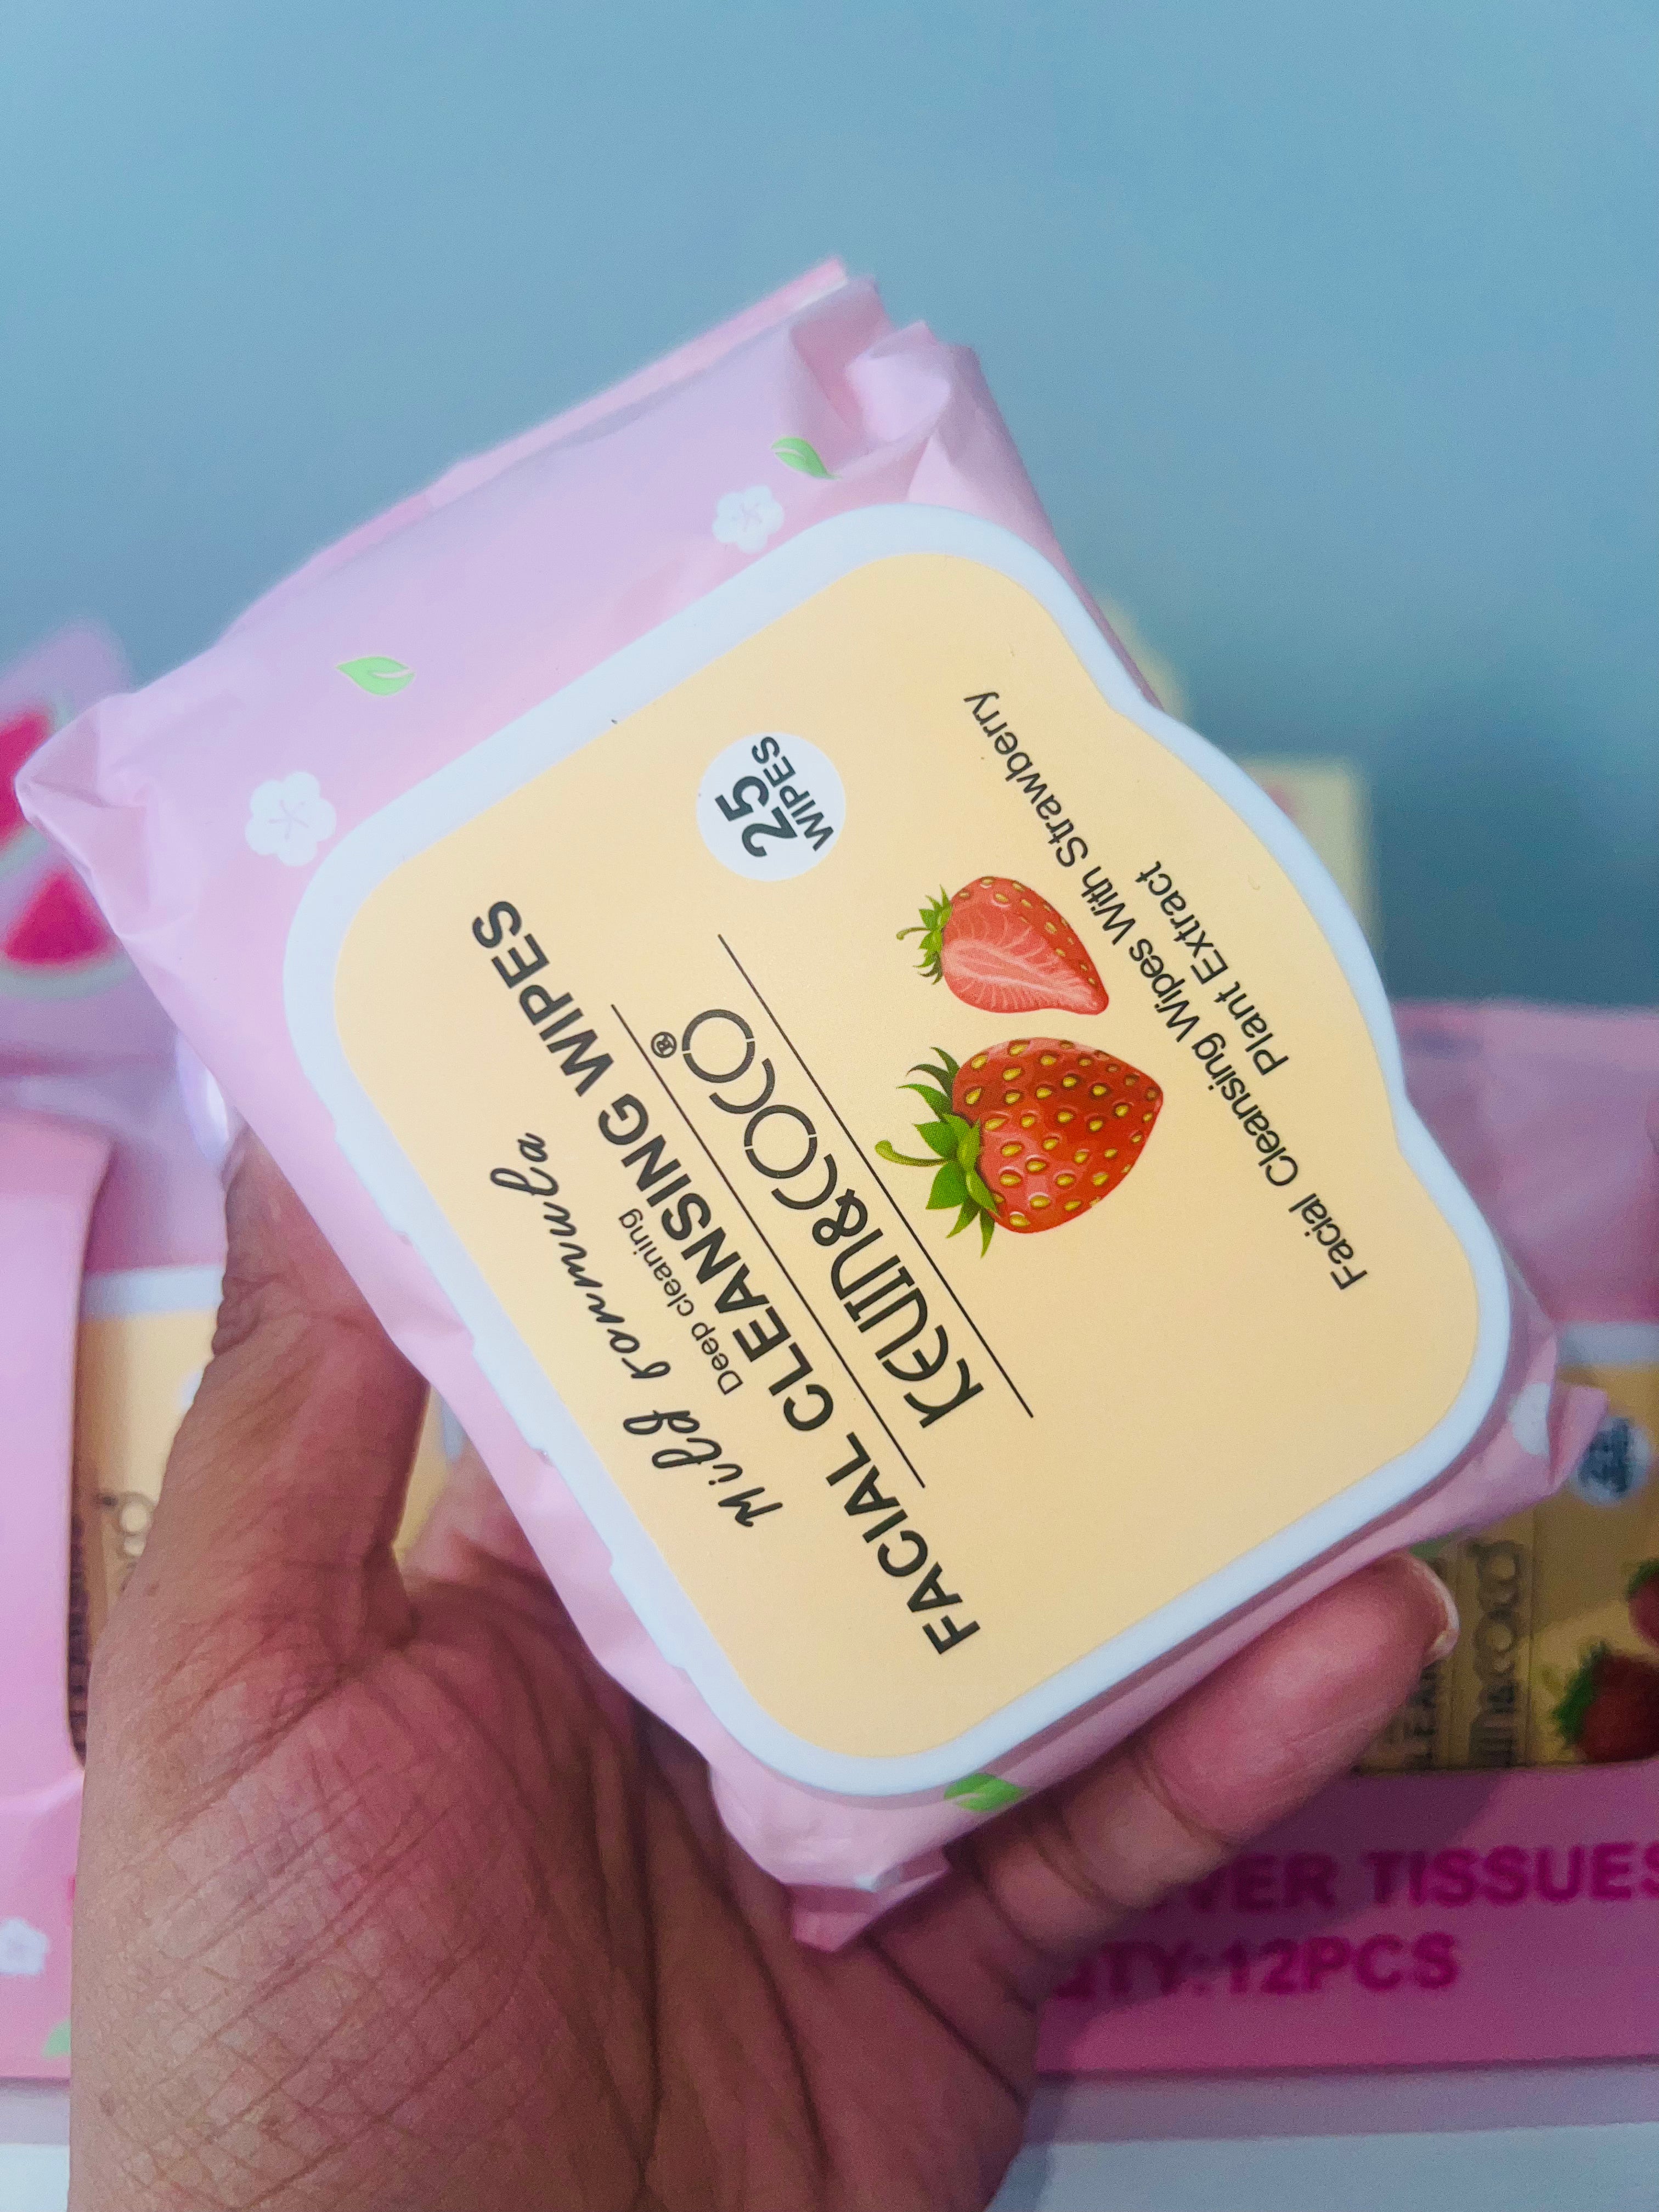 Mild formula
Deep cleaning
FACIAL CLEANSING WIPES
KEVIN&COCO®
25
WIPES
Facial Cleansing Wipes With Strawberry
Plant Extract
TISSUES
QTY:12PCS